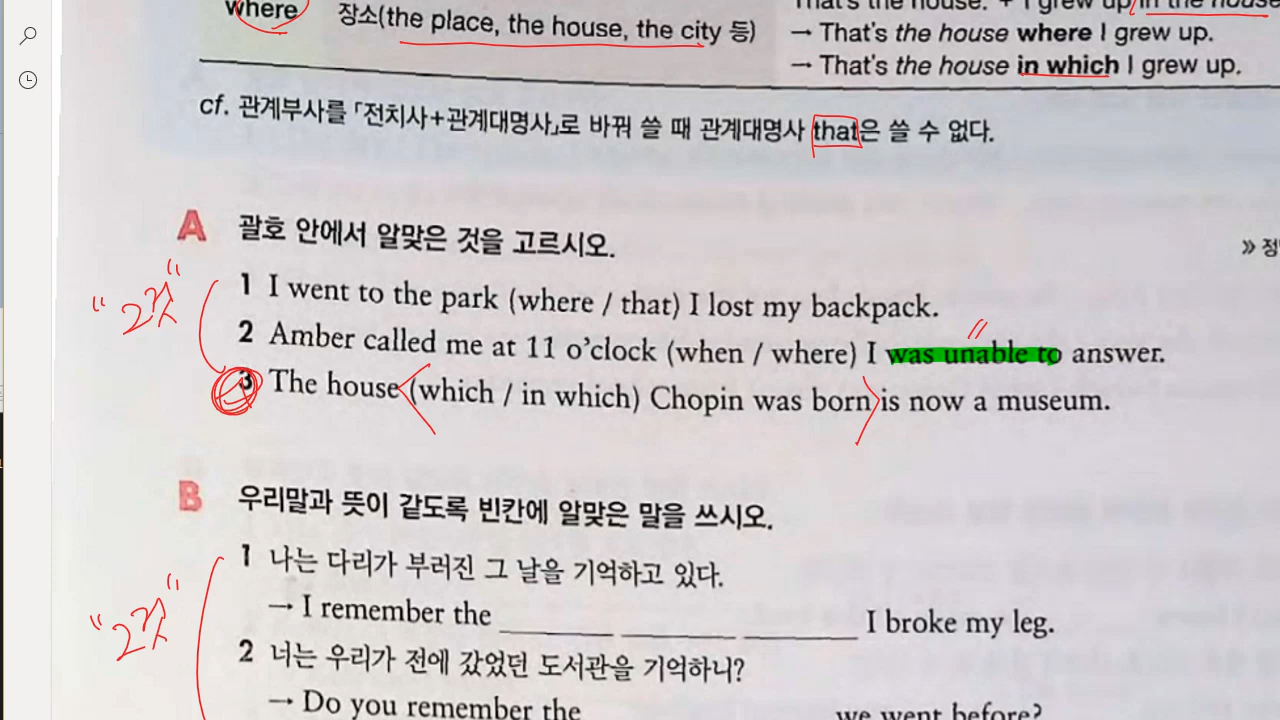 where 장소(the place, the house, the city 등)
That's the house. + I grew up in the house
→ That's the house where I grew up.
→ That's the house in which I grew up.
cf. 관계부사를 「전치사+관계대명사」로 바꿔 쓸 때 관계대명사 that은 쓸 수 없다.
A 괄호 안에서 알맞은 것을 고르시오.
» 정
"2것"
1 I went to the park (where / that) I lost my backpack.
2 Amber called me at 11 o'clock (when / where) I was unable to answer.
3 The house (which / in which) Chopin was born is now a museum.
B 우리말과 뜻이 같도록 빈칸에 알맞은 말을 쓰시오.
"2것"
1 나는 다리가 부러진 그 날을 기억하고 있다.
→ I remember the ______ ______ ______ I broke my leg.
2 너는 우리가 전에 갔었던 도서관을 기억하니?
→ Do you remember the we went before?